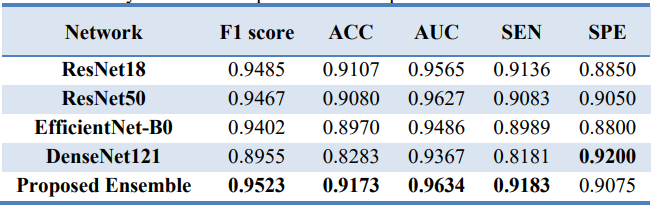 Network F1 score ACC AUC SEN SPE
ResNet18 0.9485 0.9107 0.9565 0.9136 0.8850
ResNet50 0.9467 0.9080 0.9627 0.9083 0.9050
EfficientNet-B0 0.9402 0.8970 0.9486 0.8989 0.8800
DenseNet121 0.8955 0.8283 0.9367 0.8181 0.9200
Proposed Ensemble 0.9523 0.9173 0.9634 0.9183 0.9075